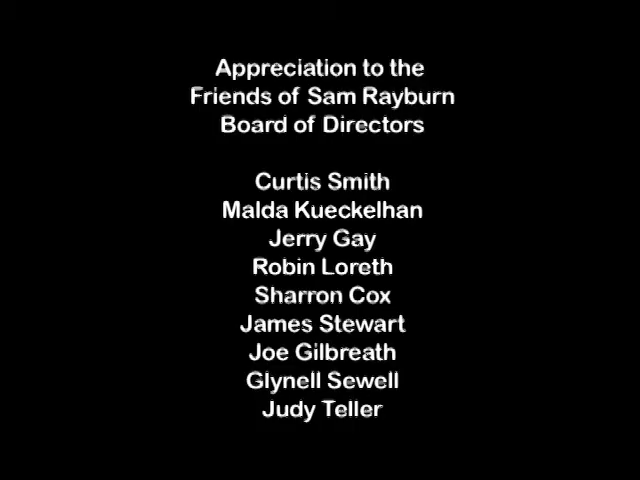 Appreciation to the
Friends of Sam Rayburn
Board of Directors
Curtis Smith
Malda Kueckelhan
Jerry Gay
Robin Loreth
Sharron Cox
James Stewart
Joe Gilbreath
Glynell Sewell
Judy Teller